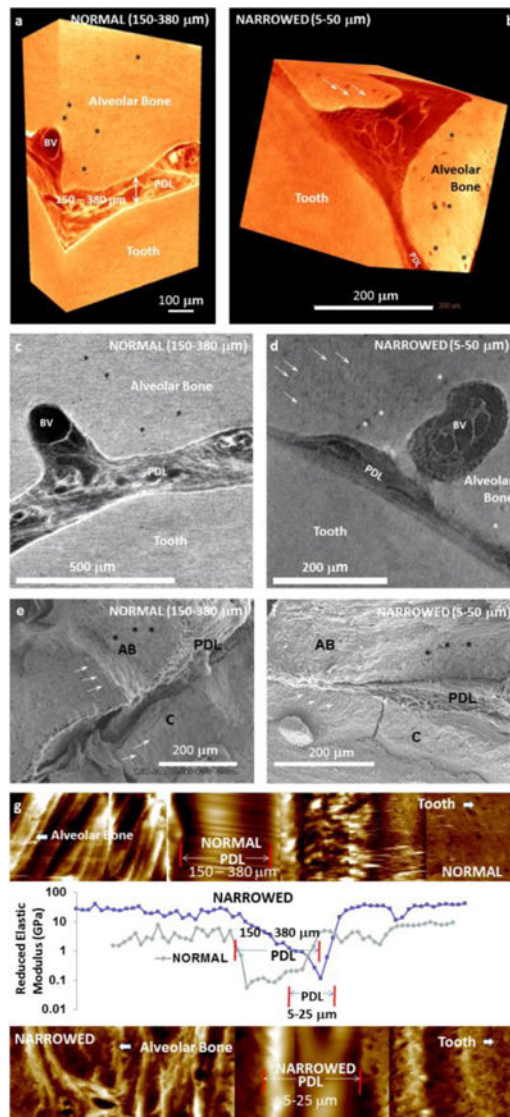 a NORMAL (150-380 μm)
Alveolar Bone
BV
PDL
150 – 380 μm
Tooth
100 μm
NARROWED (5-50 μm) b
Alveolar
Bone
Tooth
PDL
200 μm
200 um
c NORMAL (150-380 μm)
Alveolar Bone
BV
PDL
Tooth
500 μm
d NARROWED (5-50 μm)
BV
PDL
Alveolar
Bone
Tooth
200 μm
e NORMAL (150-380 μm)
AB
PDL
C
200 μm
f NARROWED (5-50 μm)
AB
PDL
C
200 μm
g
Alveolar Bone
NORMAL
PDL
150 – 380 μm
Tooth
NORMAL
Reduced Elastic
Modulus (GPa)
100
10
1
0.1
0.01
NARROWED
150 – 380 μm
PDL
NORMAL
PDL
5-25 μm
NARROWED
Alveolar Bone
NARROWED
PDL
5-25 μm
Tooth